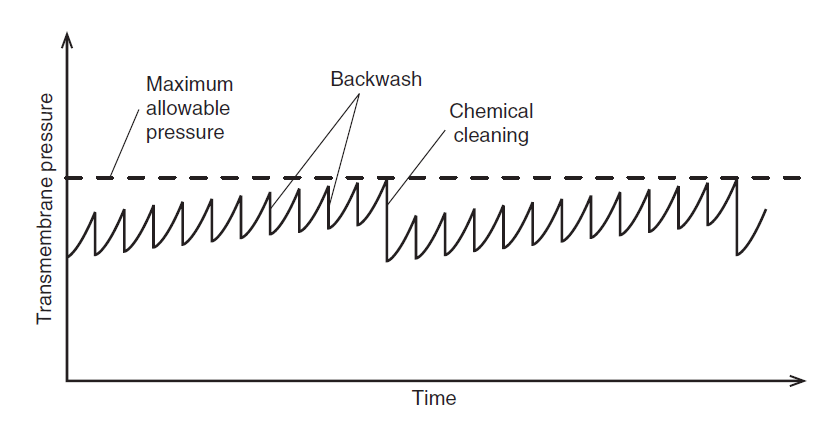 Maximum
allowable
pressure
Backwash
Chemical
cleaning
Transmembrane pressure
Time